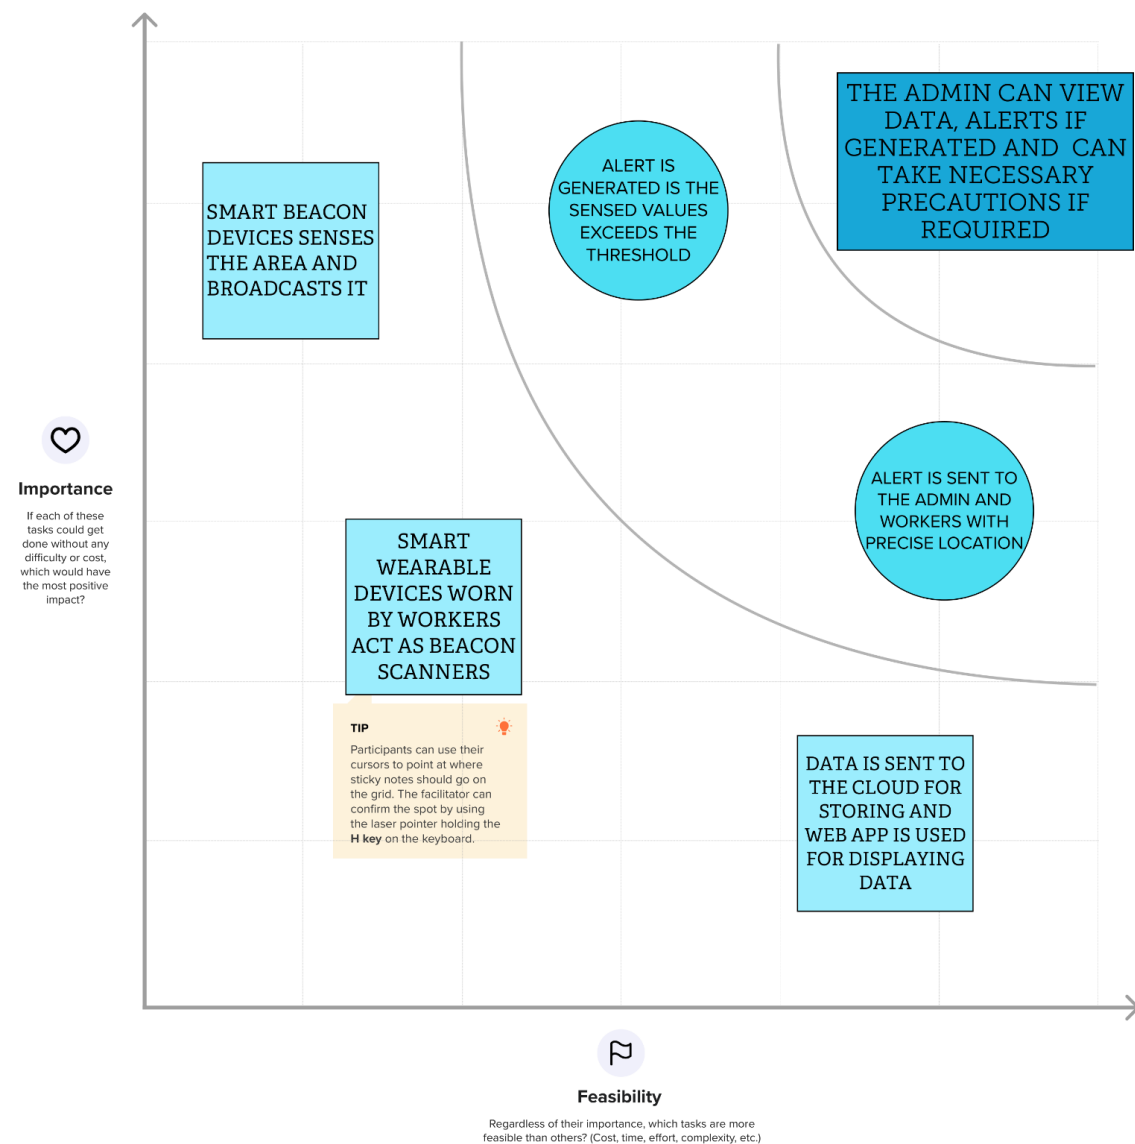 THE ADMIN CAN VIEW
DATA, ALERTS IF
GENERATED AND CAN
TAKE NECESSARY
PRECAUTIONS IF
REQUIRED
ALERT IS
GENERATED IS THE
SENSED VALUES
EXCEEDS THE
THRESHOLD
SMART BEACON
DEVICES SENSES
THE AREA AND
BROADCASTS IT
Importance
If each of these
tasks could get
done without any
difficulty or cost,
which would have
the most positive
impact?
ALERT IS SENT TO
THE ADMIN AND
WORKERS WITH
PRECISE LOCATION
SMART
WEARABLE
DEVICES WORN
BY WORKERS
ACT AS BEACON
SCANNERS
TIP
Participants can use their
cursors to point at where
sticky notes should go on
the grid. The facilitator can
confirm the spot by using
the laser pointer holding the
H key on the keyboard.
DATA IS SENT TO
THE CLOUD FOR
STORING AND
WEB APP IS USED
FOR DISPLAYING
DATA
Feasibility
Regardless of their importance, which tasks are more
feasible than others? (Cost, time, effort, complexity, etc.)